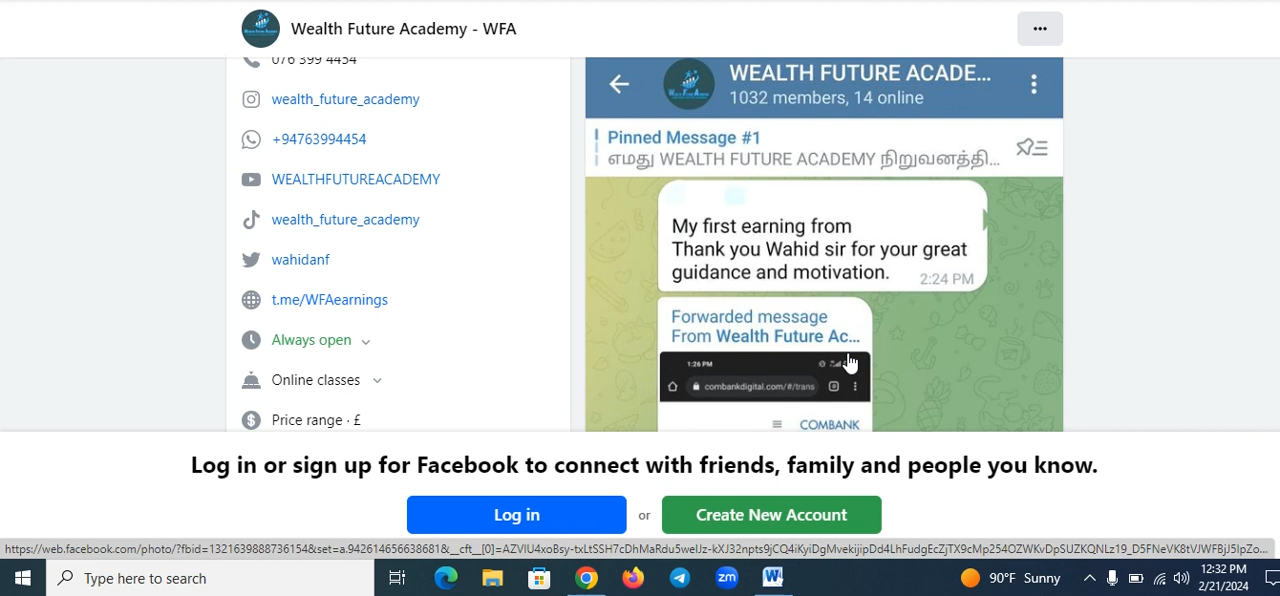 Wealth Future Academy - WFA
076 399 4454
wealth_future_academy
+94763994454
WEALTHFUTUREACADEMY
wealth_future_academy
wahidanf
t.me/WFAearnings
Always open
Online classes
Price range · £
WEALTH FUTURE ACADE...
1032 members, 14 online
Pinned Message #1
எமது WEALTH FUTURE ACADEMY நிறுவனத்தி...
My first earning from
Thank you Wahid sir for your great
guidance and motivation.
2:24 PM
Forwarded message
From Wealth Future Ac...
1:26 PM
combankdigital.com/#/trans
COMBANK
Log in or sign up for Facebook to connect with friends, family and people you know.
Log in or Create New Account
Type here to search
zm
W
90°F Sunny
12:32 PM
2/21/2024